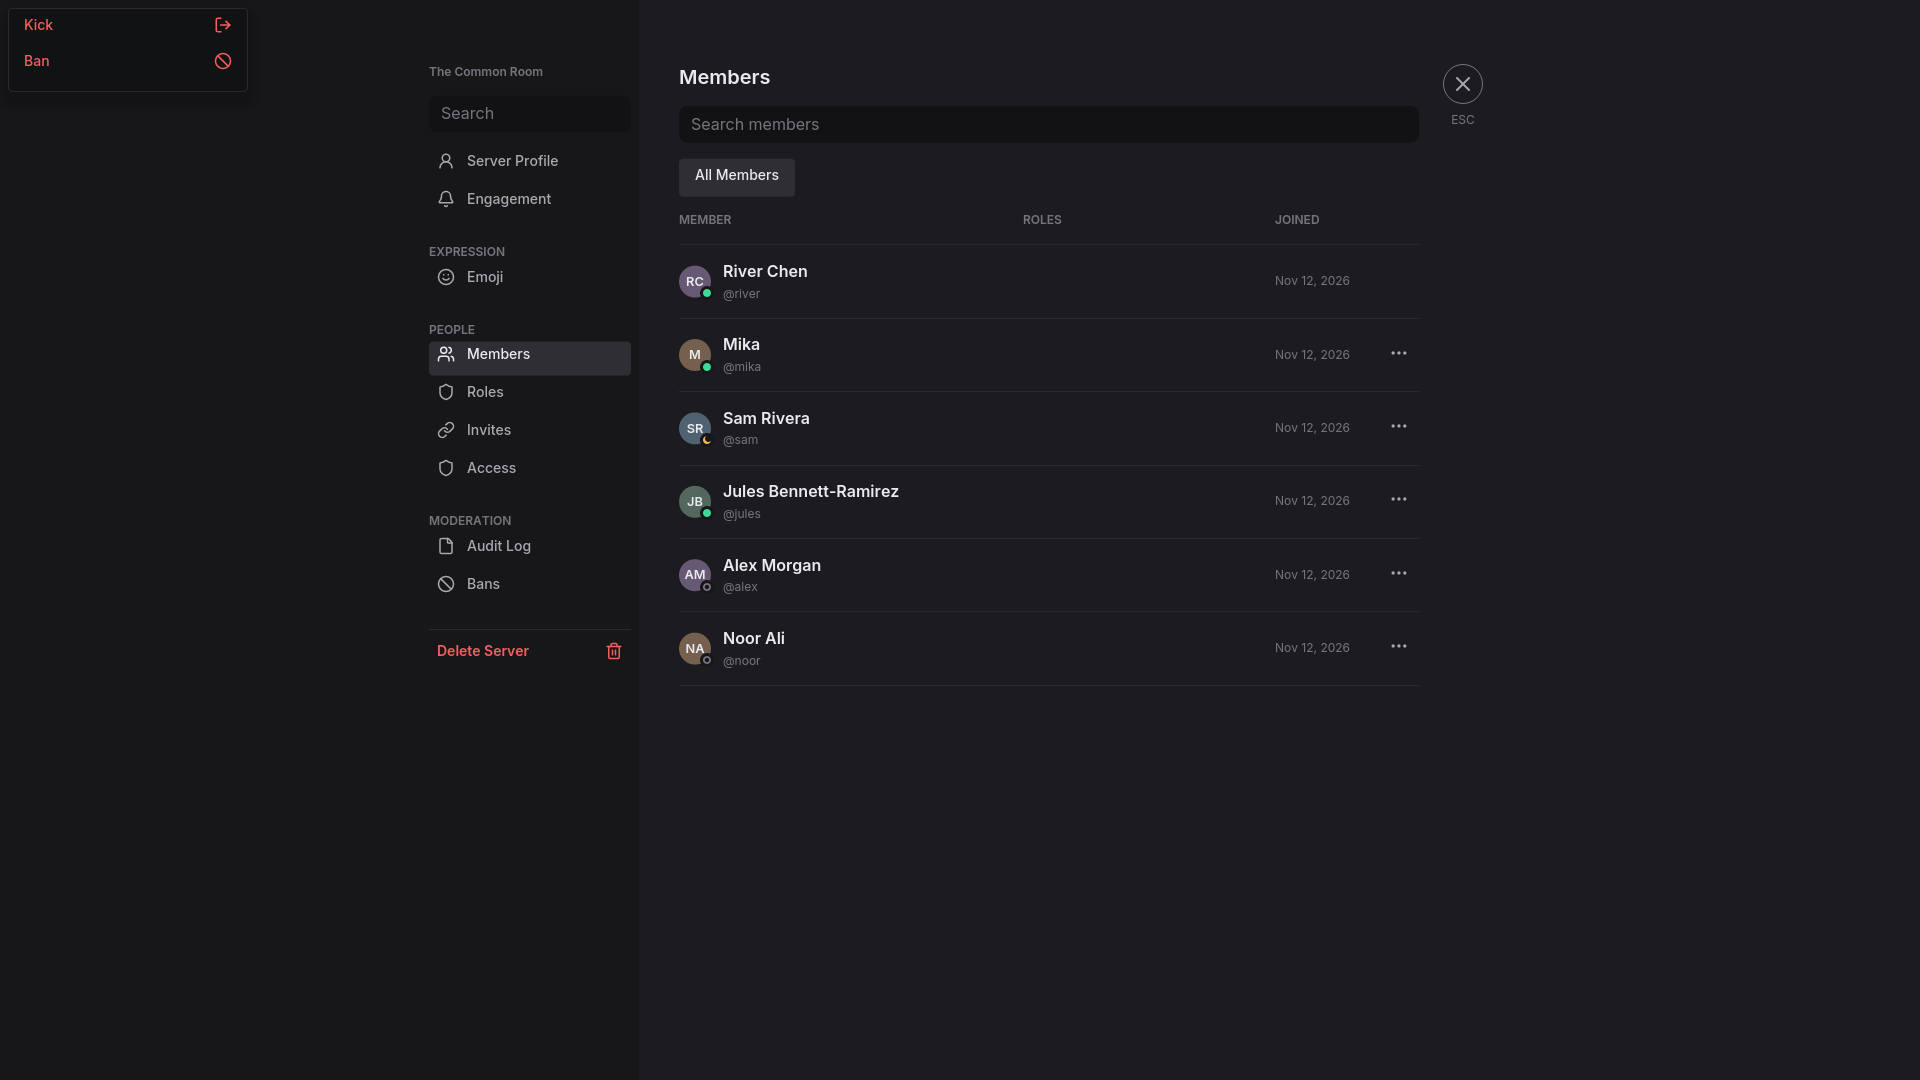 Kick
Ban
The Common Room
Search
Server Profile
Engagement
EXPRESSION
Emoji
PEOPLE
Members
Roles
Invites
Access
MODERATION
Audit Log
Bans
Delete Server
Members
Search members
All Members
MEMBER ROLES JOINED
RC River Chen Nov 12, 2026
@river
M Mika Nov 12, 2026
@mika
SR Sam Rivera Nov 12, 2026
@sam
JB Jules Bennett-Ramirez Nov 12, 2026
@jules
AM Alex Morgan Nov 12, 2026
@alex
NA Noor Ali Nov 12, 2026
@noor
ESC